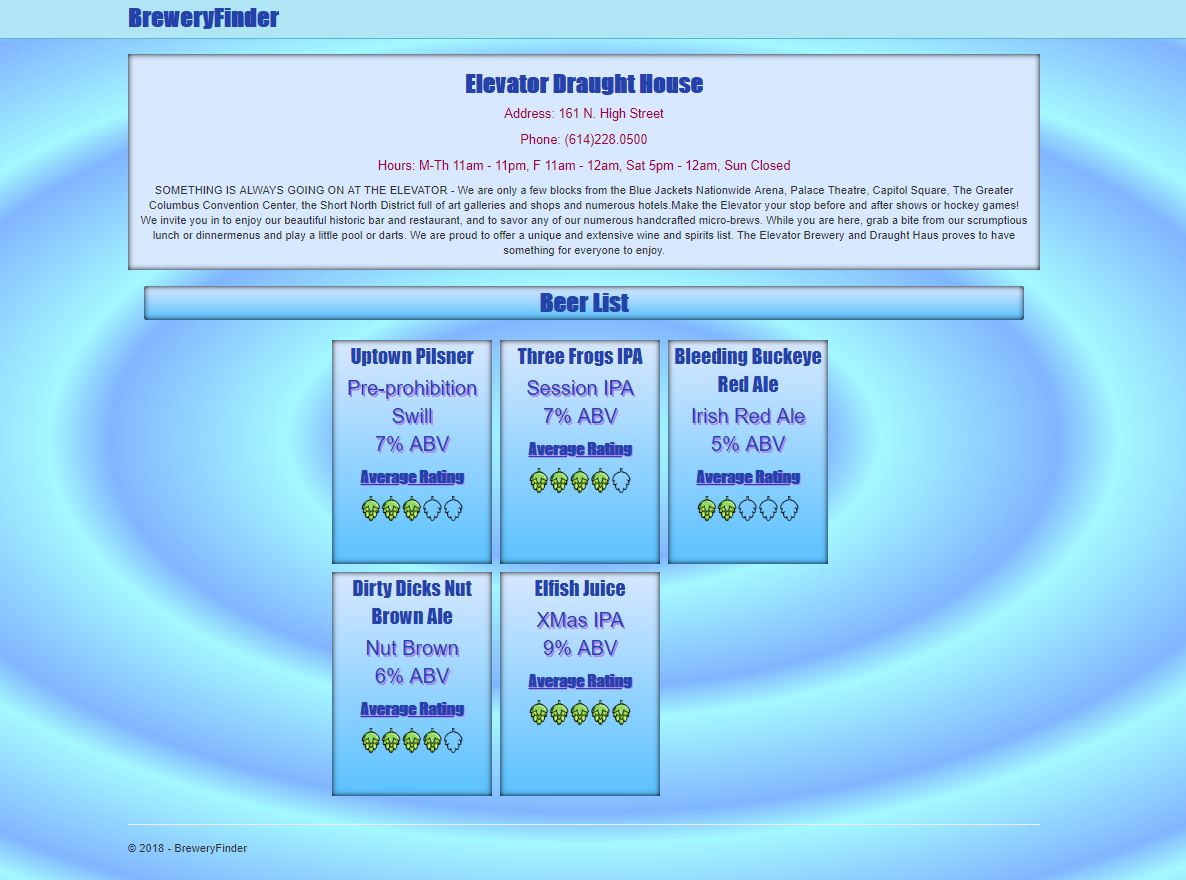 BreweryFinder
Elevator Draught House
Address: 161 N. High Street
Phone: (614)228.0500
Hours: M-Th 11am - 11pm, F 11am - 12am, Sat 5pm - 12am, Sun Closed
SOMETHING IS ALWAYS GOING ON AT THE ELEVATOR - We are only a few blocks from the Blue Jackets Nationwide Arena, Palace Theatre, Capitol Square, The Greater
Columbus Convention Center, the Short North District full of art galleries and shops and numerous hotels.Make the Elevator your stop before and after shows or hockey games!
We invite you in to enjoy our beautiful historic bar and restaurant, and to savor any of our numerous handcrafted micro-brews. While you are here, grab a bite from our scrumptious
lunch or dinnermenus and play a little pool or darts. We are proud to offer a unique and extensive wine and spirits list. The Elevator Brewery and Draught Haus proves to have
something for everyone to enjoy.
Beer List
Uptown Pilsner
Pre-prohibition
Swill
7% ABV
Average Rating
Three Frogs IPA
Session IPA
7% ABV
Average Rating
Bleeding Buckeye
Red Ale
Irish Red Ale
5% ABV
Average Rating
Dirty Dicks Nut
Brown Ale
Nut Brown
6% ABV
Average Rating
Elfish Juice
XMas IPA
9% ABV
Average Rating
© 2018 - BreweryFinder